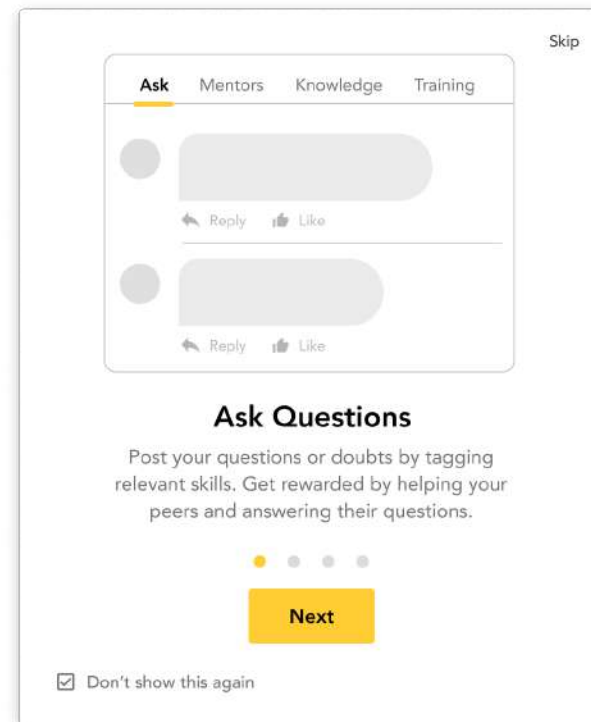 Skip
Ask Mentors Knowledge Training
Reply Like
Reply Like
Ask Questions
Post your questions or doubts by tagging
relevant skills. Get rewarded by helping your
peers and answering their questions.
Next
Don't show this again